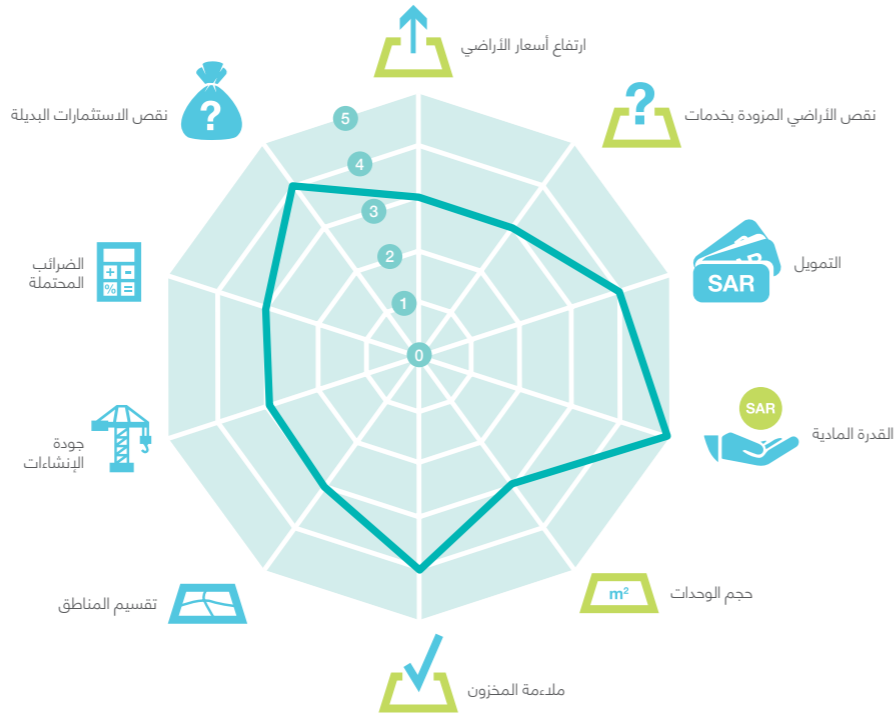 ارتفاع أسعار الأراضي
نقص الأراضي المزودة بخدمات
?
نقص الاستثمارات البديلة
?
5
4
3
2
1
0
التمويل
SAR
الضرائب
المحتملة
+ -
% =
القدرة المادية
SAR
جودة
الإنشاءات
حجم الوحدات
m²
تقسيم المناطق
ملاءمة المخزون